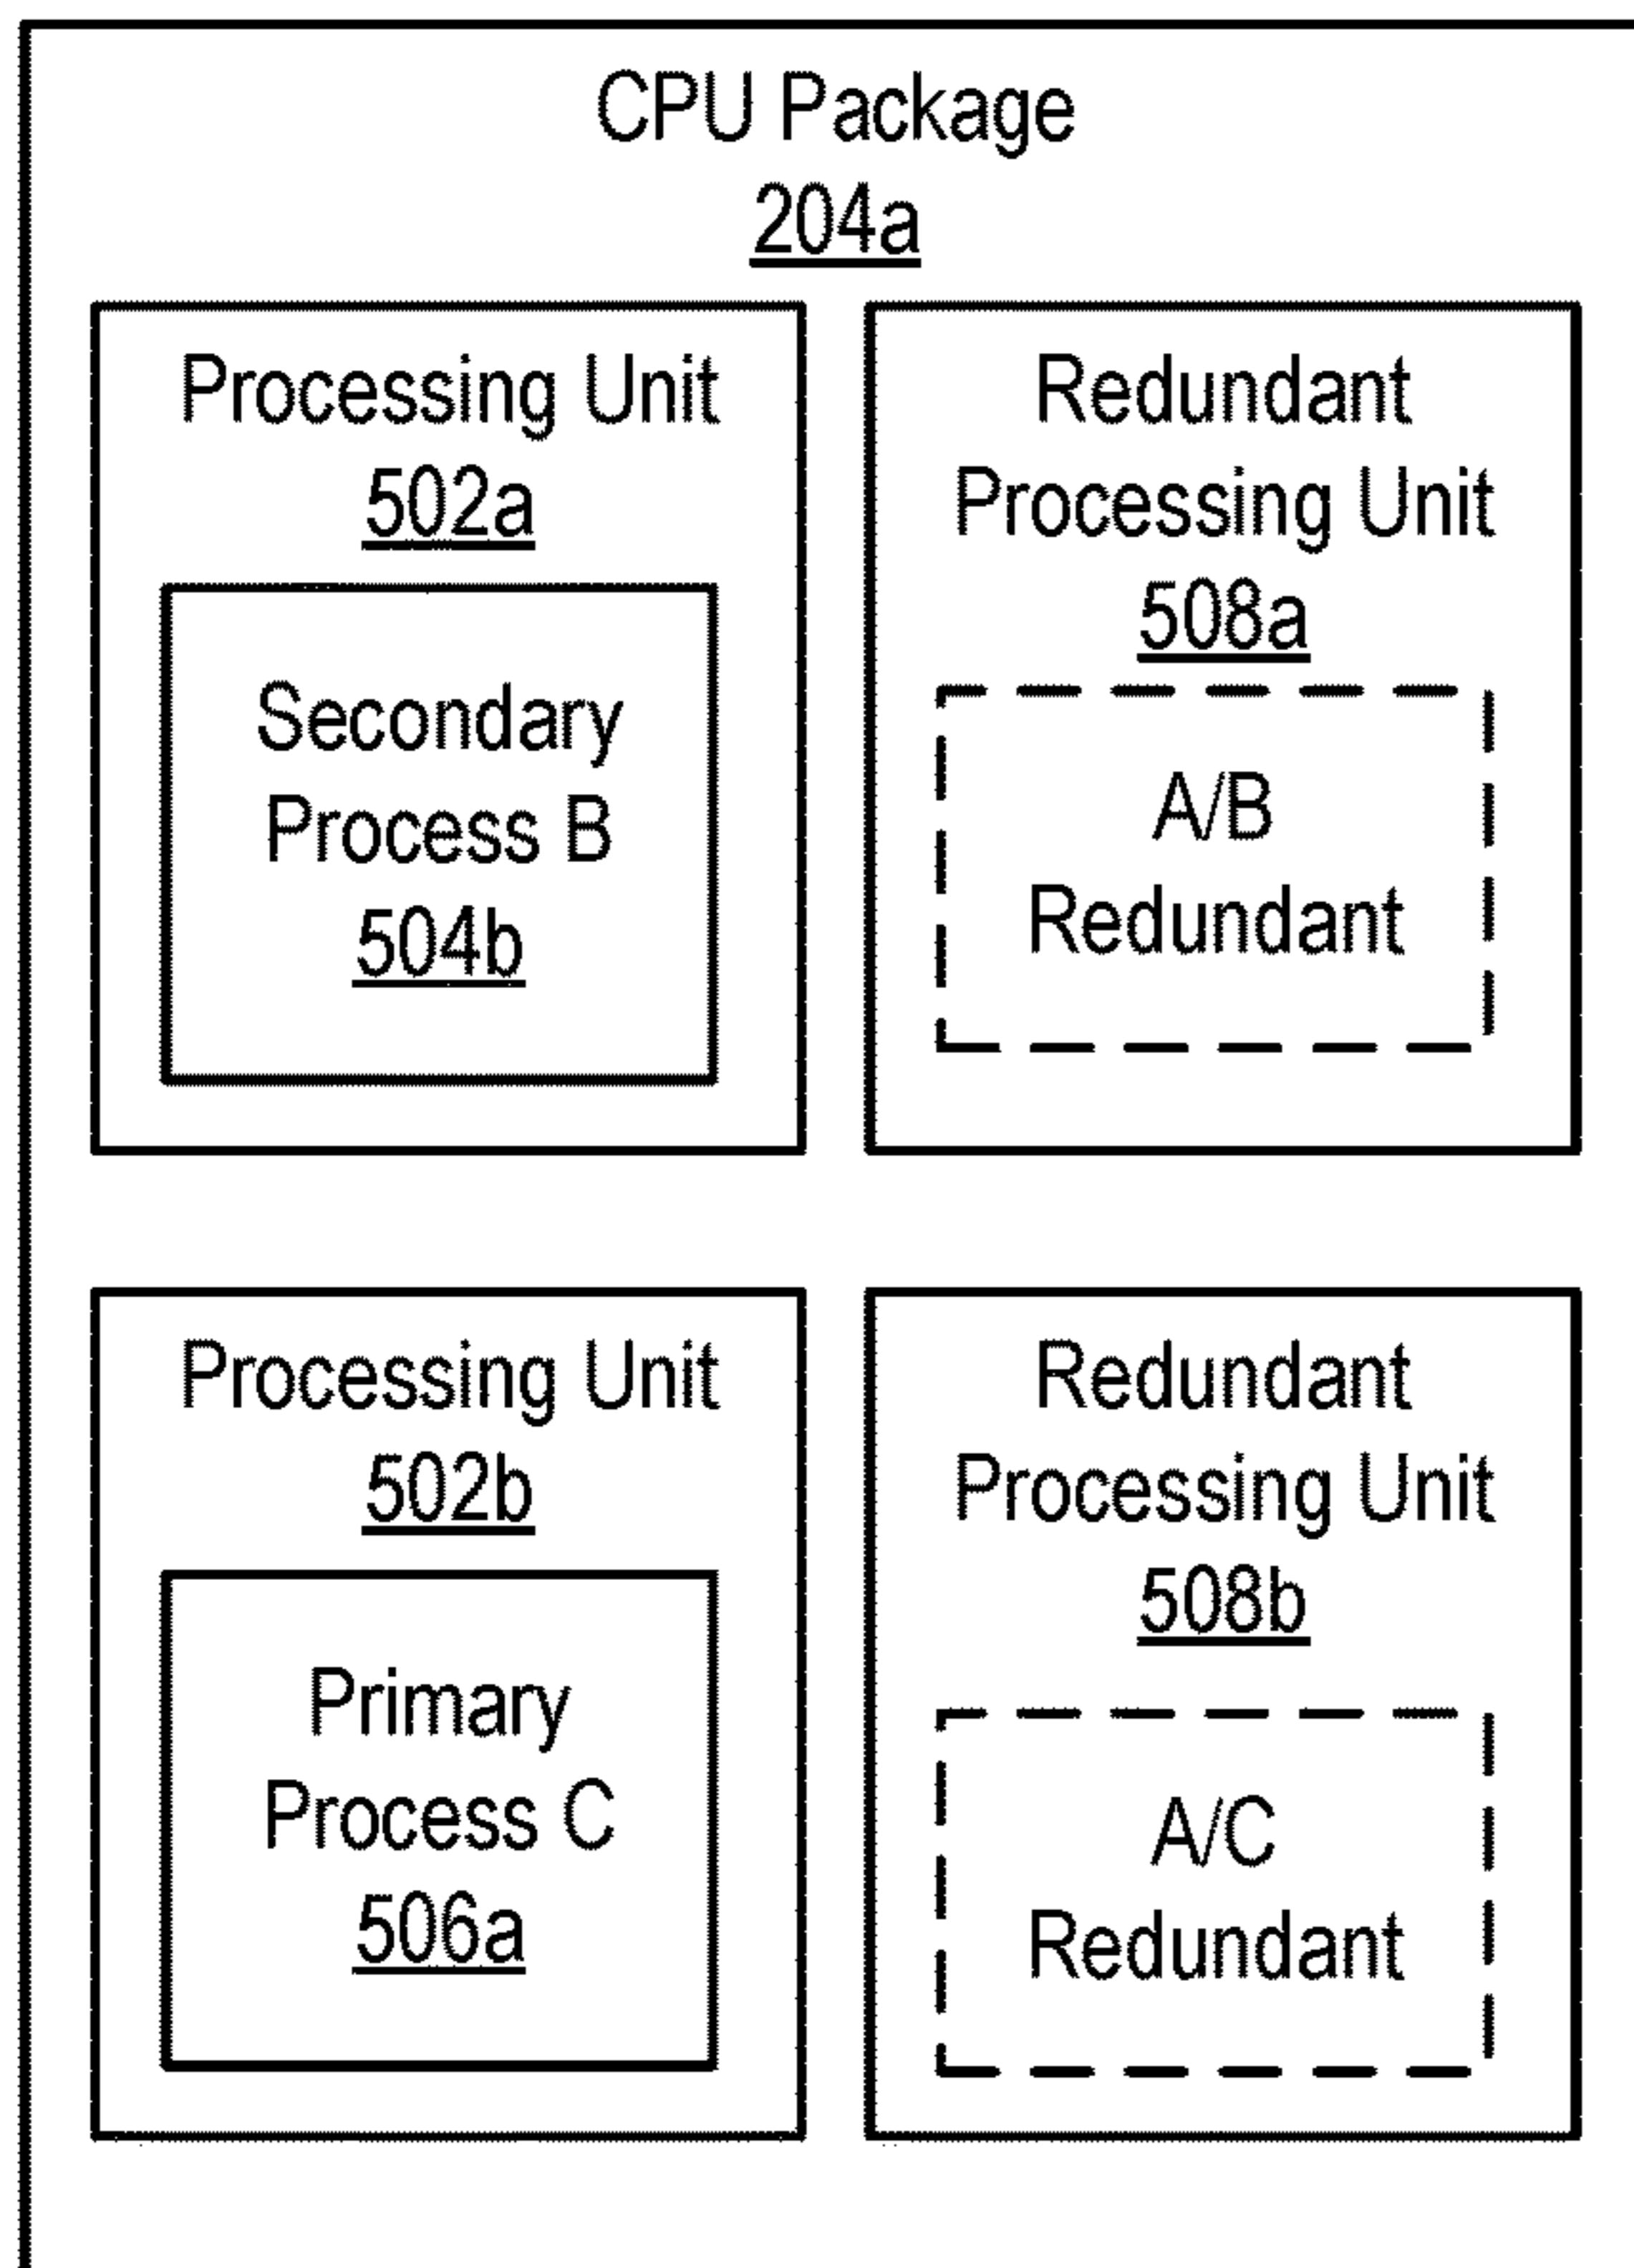 CPU Package
204a
Processing Unit
502a
Secondary
Process B
504b
Redundant
Processing Unit
508a
A/B
Redundant
Processing Unit
502b
Primary
Process C
506a
Redundant
Processing Unit
508b
A/C
Redundant